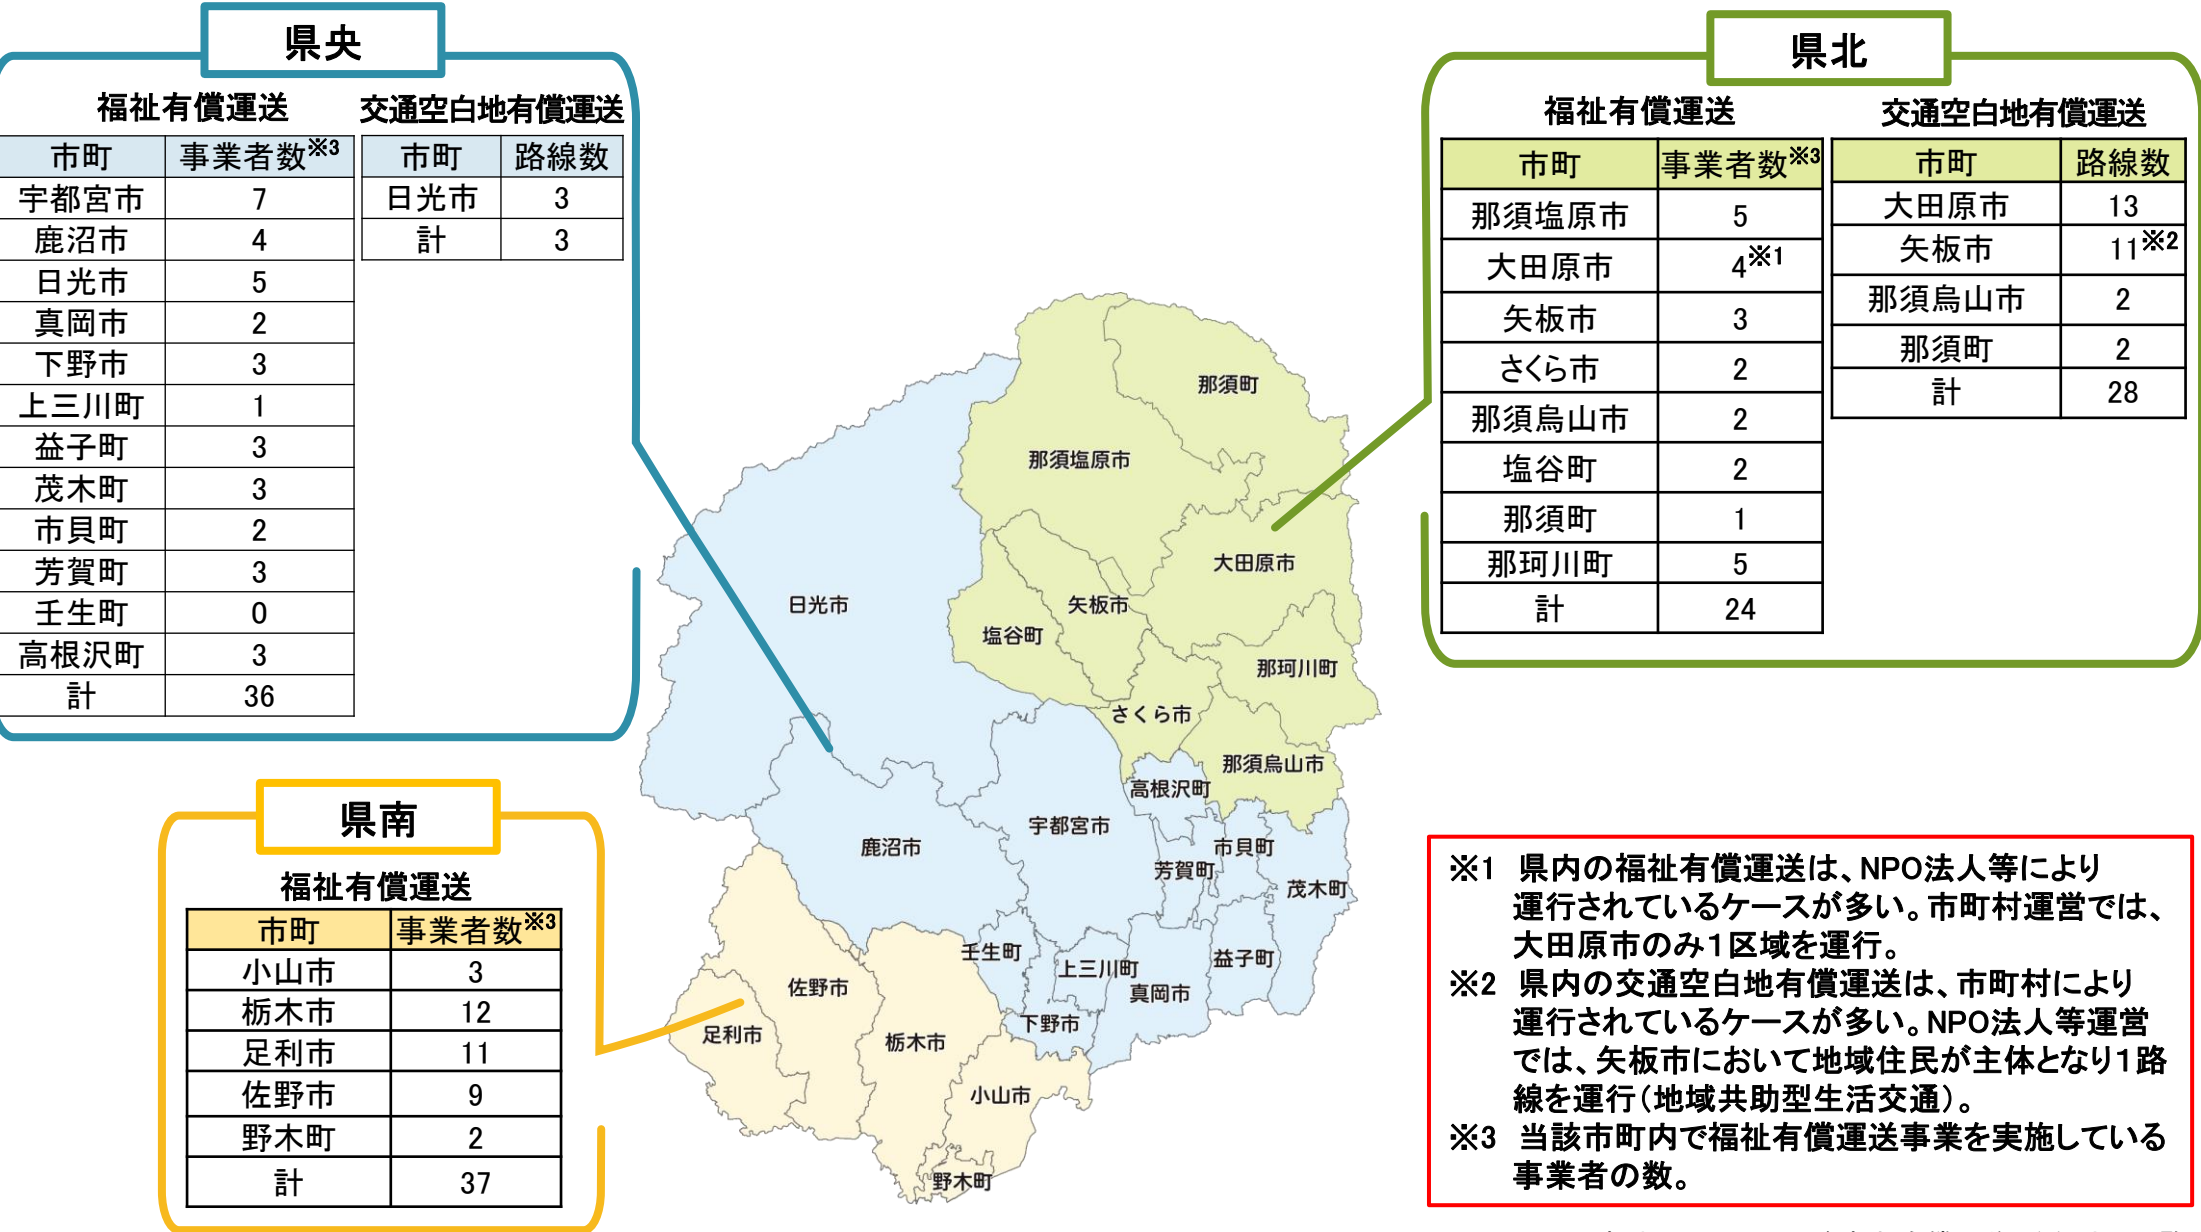 県央
福祉有償運送
市町 事業者数※3
宇都宮市 7
鹿沼市 4
日光市 5
真岡市 2
下野市 3
上三川町 1
益子町 3
茂木町 3
市貝町 2
芳賀町 3
壬生町 0
高根沢町 3
計 36
交通空白地有償運送
市町 路線数
日光市 3
計 3
県北
福祉有償運送
市町 事業者数※3
那須塩原市 5
大田原市 4※1
矢板市 3
さくら市 2
那須烏山市 2
塩谷町 2
那須町 1
那珂川町 5
計 24
交通空白地有償運送
市町 路線数
大田原市 13
矢板市 11※2
那須烏山市 2
那須町 2
計 28
県南
福祉有償運送
市町 事業者数※3
小山市 3
栃木市 12
足利市 11
佐野市 9
野木町 2
計 37
那須町
那須塩原市
大田原市
日光市
矢板市
塩谷町
那珂川町
さくら市
那須烏山市
高根沢町
宇都宮市
鹿沼市
市貝町
芳賀町
茂木町
壬生町
上三川町
益子町
真岡市
佐野市
下野市
足利市
栃木市
小山市
野木町
※1 県内の福祉有償運送は、NPO法人等により
運行されているケースが多い。市町村運営では、
大田原市のみ1区域を運行。
※2 県内の交通空白地有償運送は、市町村により
運行されているケースが多い。NPO法人等運営
では、矢板市において地域住民が主体となり1路
線を運行(地域共助型生活交通)。
※3 当該市町内で福祉有償運送事業を実施している
事業者の数。